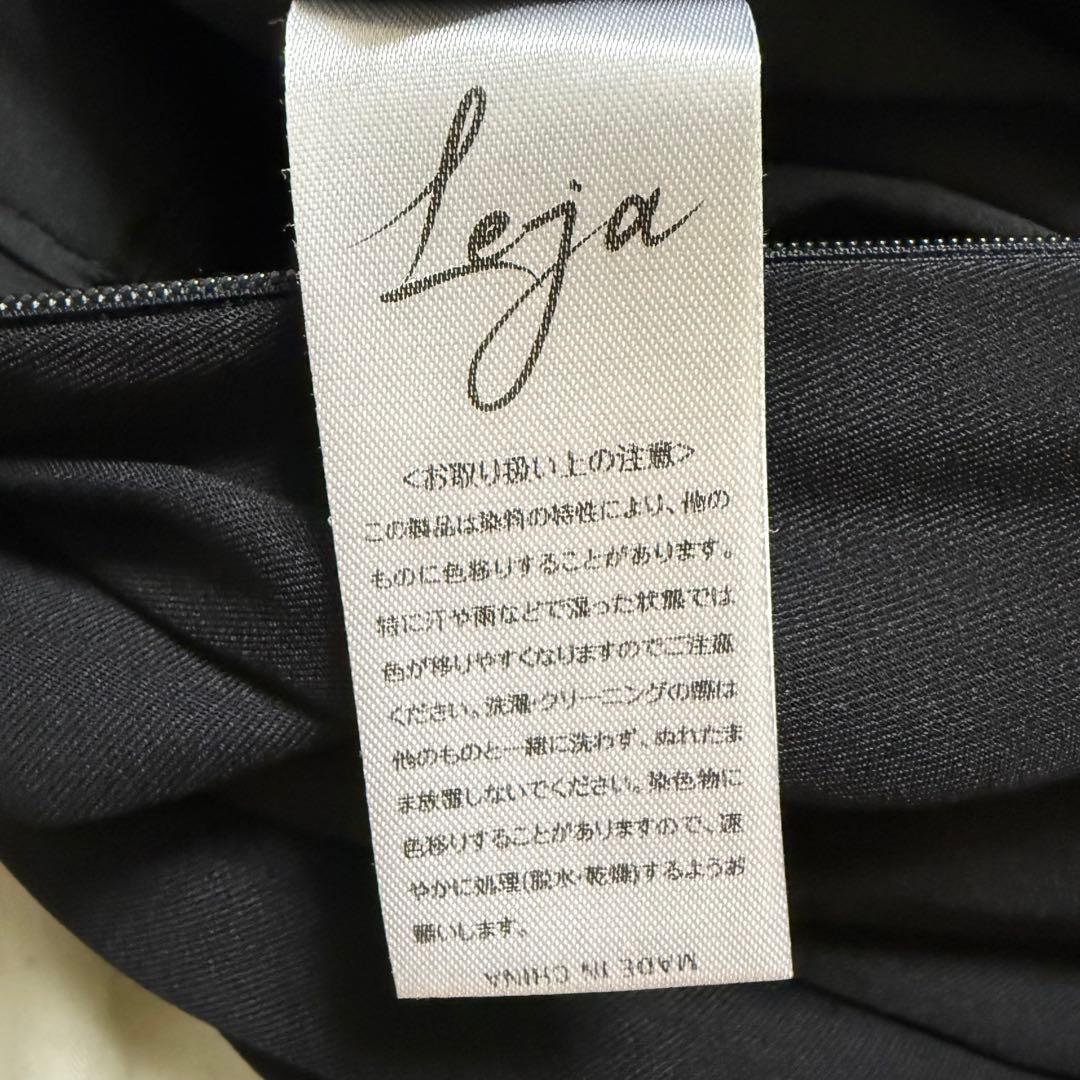 Leja
<お取り扱い上の注意>
この製品は染料の特性により、他の
ものに色移りすることがあります。
特に汗や雨などで湿った状態では
色が移りやすくなりますのでご注意
ください。洗濯・クリーニングの際は
他のものと一緒に洗わず、ぬれたま
ま放置しないでください。染色物に
色移りすることがありますので、速
やかに処理(脱水・乾燥)するようお
願いします。
MADE IN CHINA